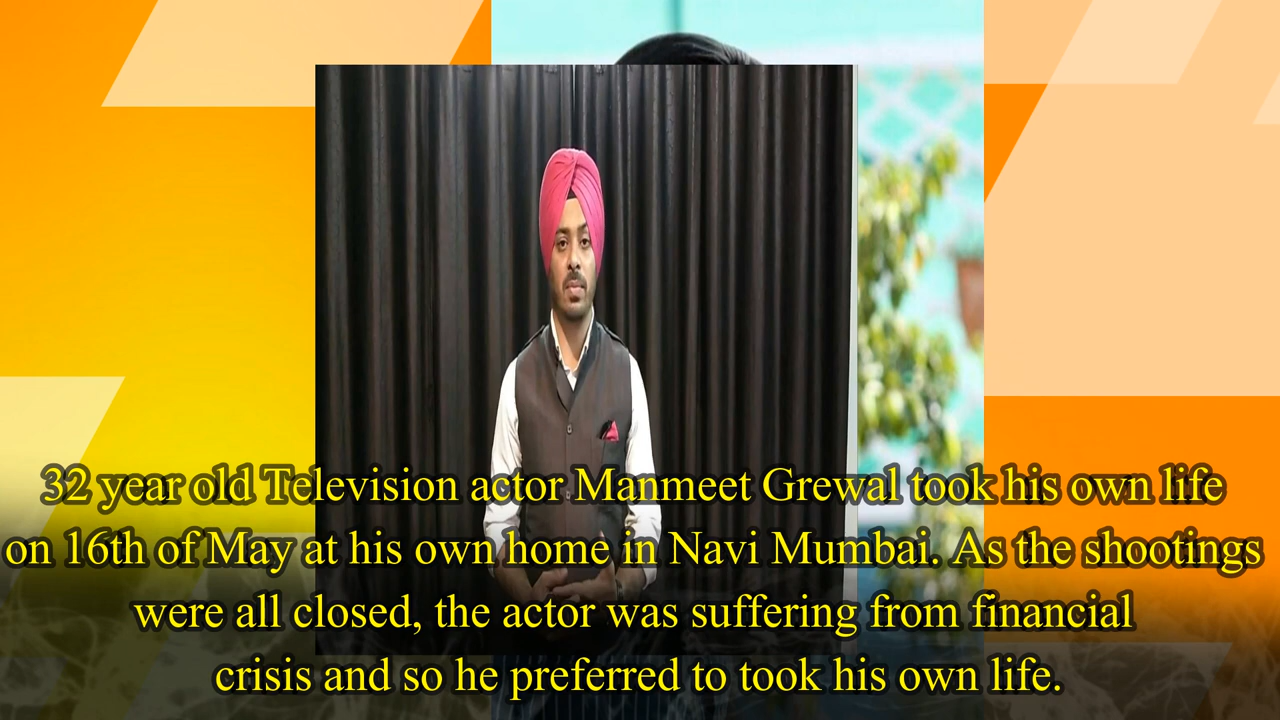 32 year old Television actor Manmeet Grewal took his own life
on 16th of May at his own home in Navi Mumbai. As the shootings
were all closed, the actor was suffering from financial
crisis and so he preferred to took his own life.